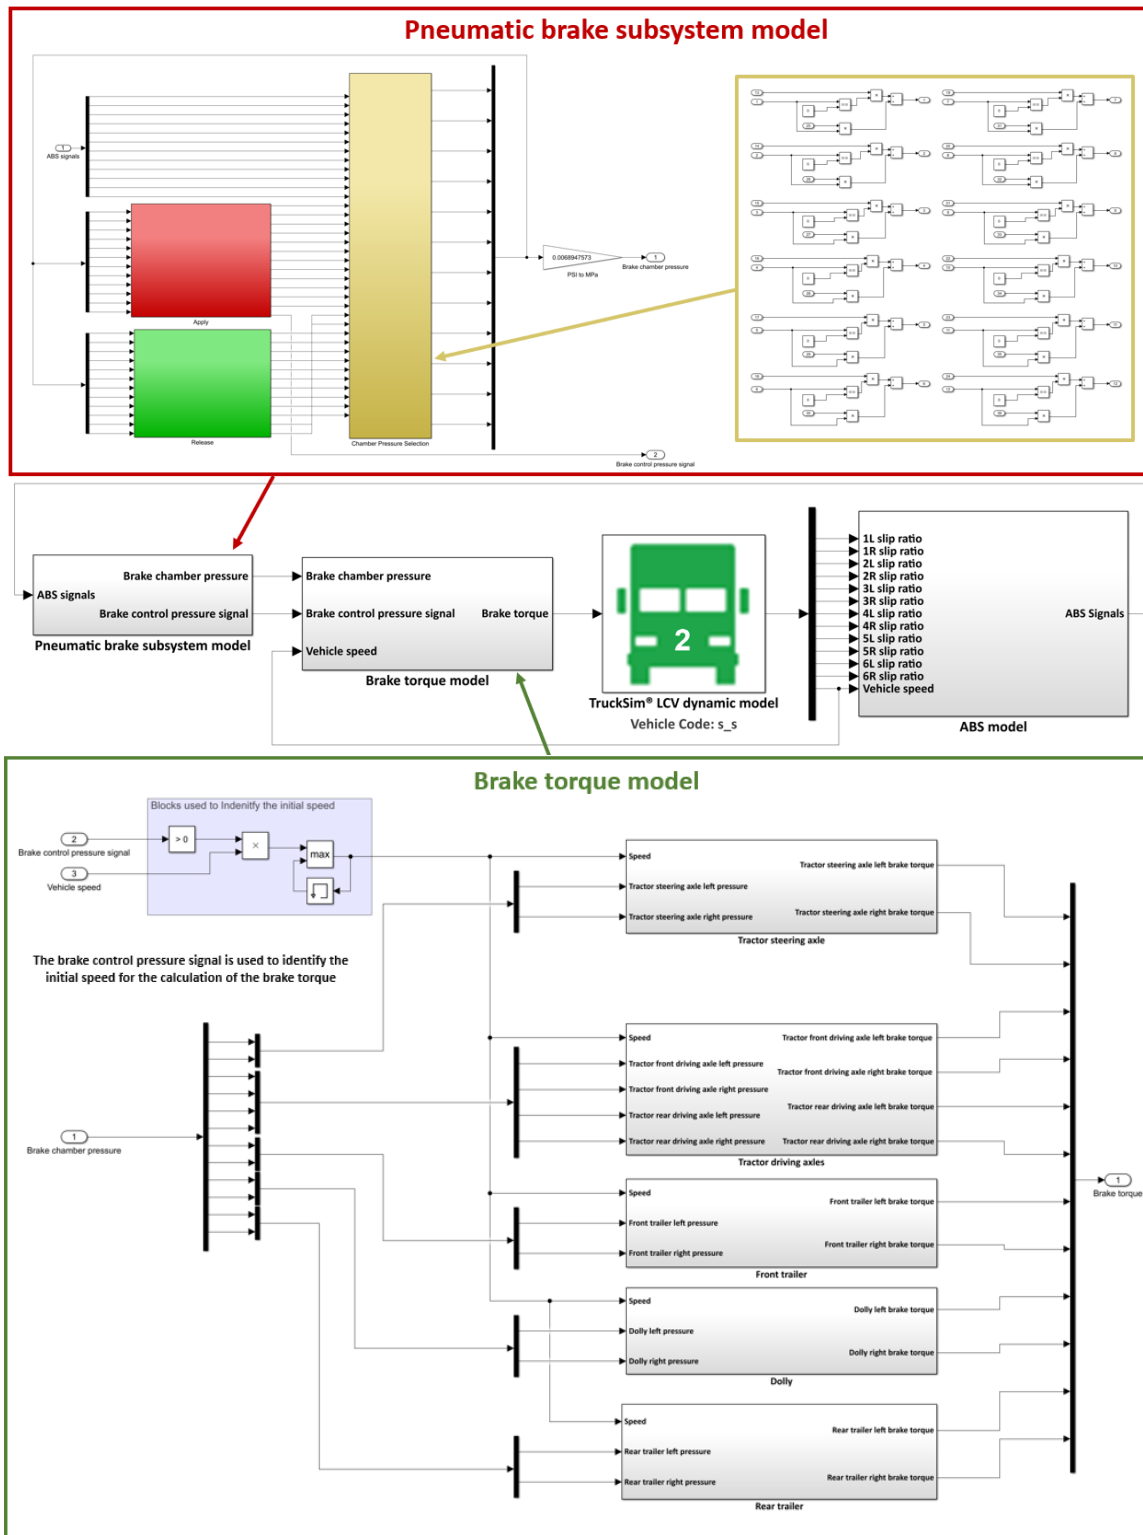 Pneumatic brake subsystem model
1
ABS signals
Apply
Release
Chamber Pressure Selection
0.0068947573
PSI to MPa
1
Brake chamber pressure
2
Brake control pressure signal
ABS signals
Brake chamber pressure
Brake control pressure signal
Pneumatic brake subsystem model
Brake chamber pressure
Brake control pressure signal
Vehicle speed
Brake torque
Brake torque model
2
TruckSim® LCV dynamic model
Vehicle Code: s_s
1L slip ratio
1R slip ratio
2L slip ratio
2R slip ratio
3L slip ratio
3R slip ratio
4L slip ratio
4R slip ratio
5L slip ratio
5R slip ratio
6L slip ratio
6R slip ratio
Vehicle speed
ABS Signals
ABS model
Brake torque model
Blocks used to Indenitfy the initial speed
2
Brake control pressure signal
3
Vehicle speed
> 0
×
max
The brake control pressure signal is used to identify the
initial speed for the calculation of the brake torque
1
Brake chamber pressure
Speed
Tractor steering axle left pressure
Tractor steering axle right pressure
Tractor steering axle left brake torque
Tractor steering axle right brake torque
Tractor steering axle
Speed
Tractor front driving axle left pressure
Tractor front driving axle right pressure
Tractor rear driving axle left pressure
Tractor rear driving axle right pressure
Tractor front driving axle left brake torque
Tractor front driving axle right brake torque
Tractor rear driving axle left brake torque
Tractor rear driving axle right brake torque
Tractor driving axles
Speed
Front trailer left pressure
Front trailer right pressure
Front trailer left brake torque
Front trailer right brake torque
Front trailer
Speed
Dolly left pressure
Dolly right pressure
Dolly left brake torque
Dolly right brake torque
Dolly
Speed
Rear trailer left pressure
Rear trailer right pressure
Rear trailer left brake torque
Rear trailer right brake torque
Rear trailer
1
Brake torque